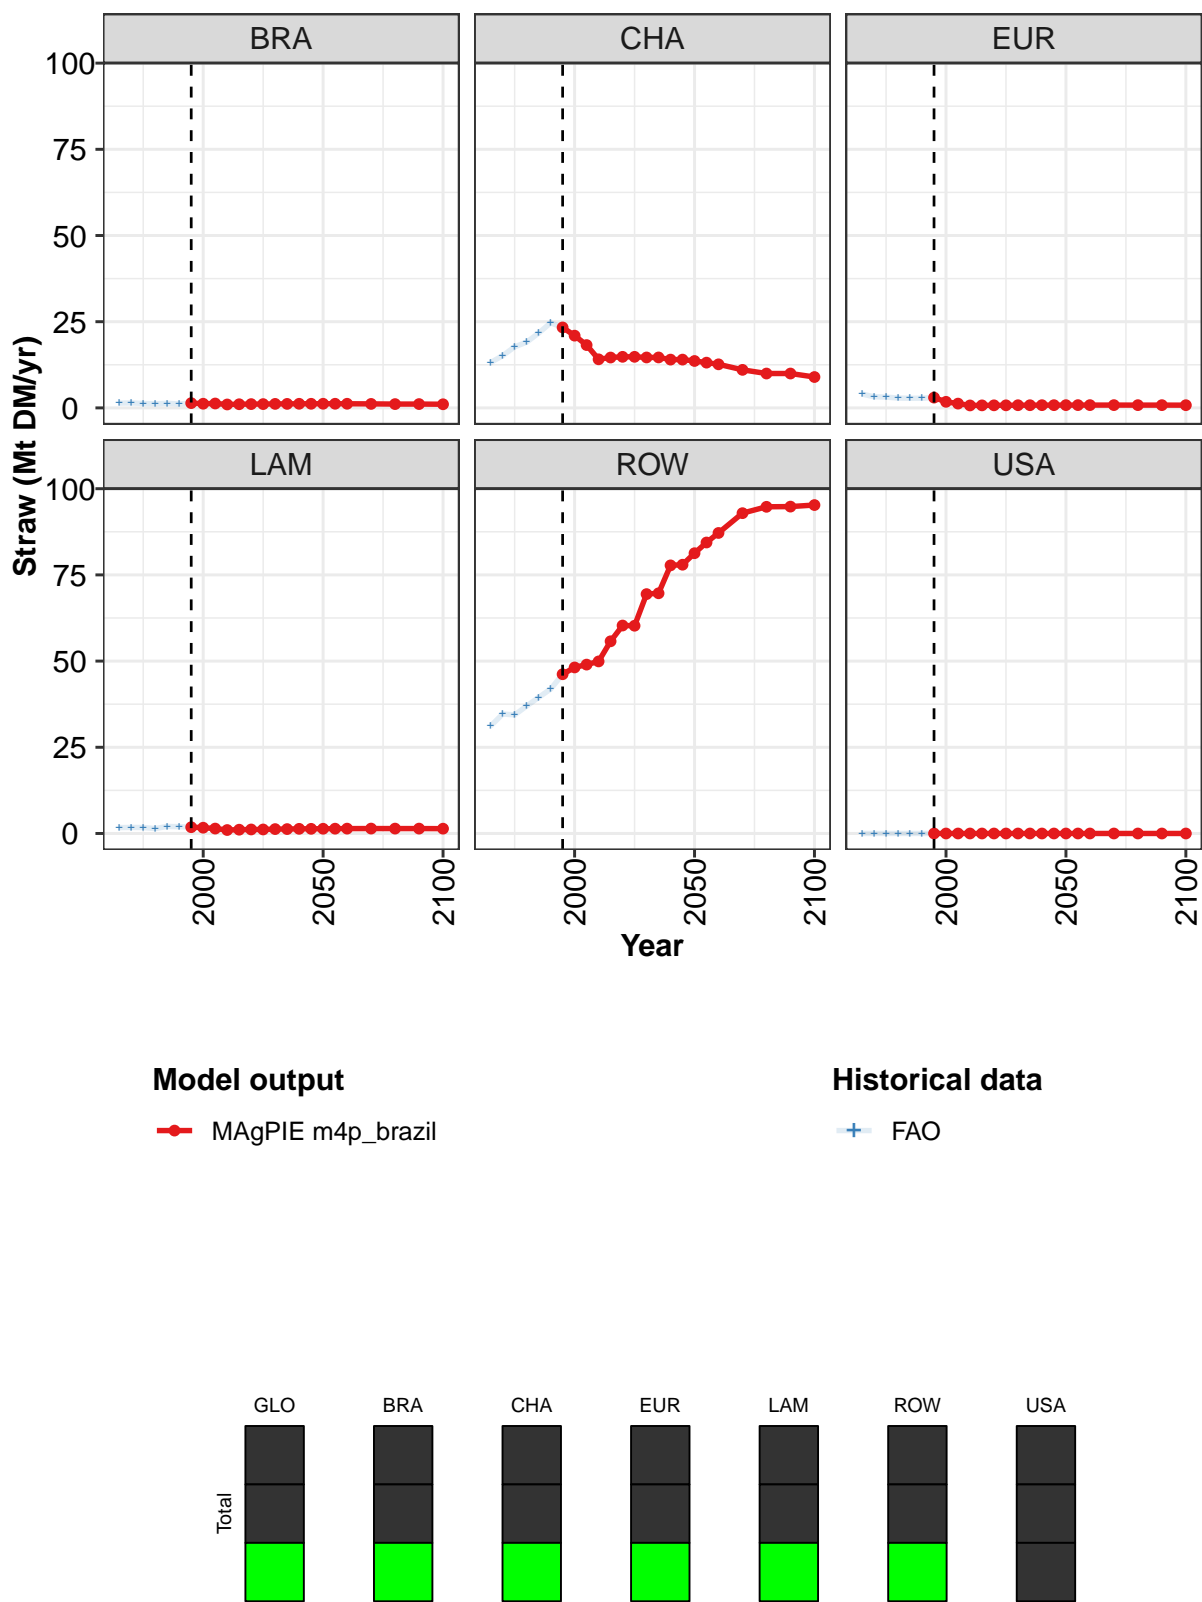 BRA CHA EUR
100
75
50
25
0
Straw (Mt DM/yr)
LAM ROW USA
100
75
50
25
0
2000 2050 2100 2000 2050 2100 2000 2050 2100
Year
Model output Historical data
MAgPIE m4p_brazil FAO
GLO BRA CHA EUR LAM ROW USA
Total